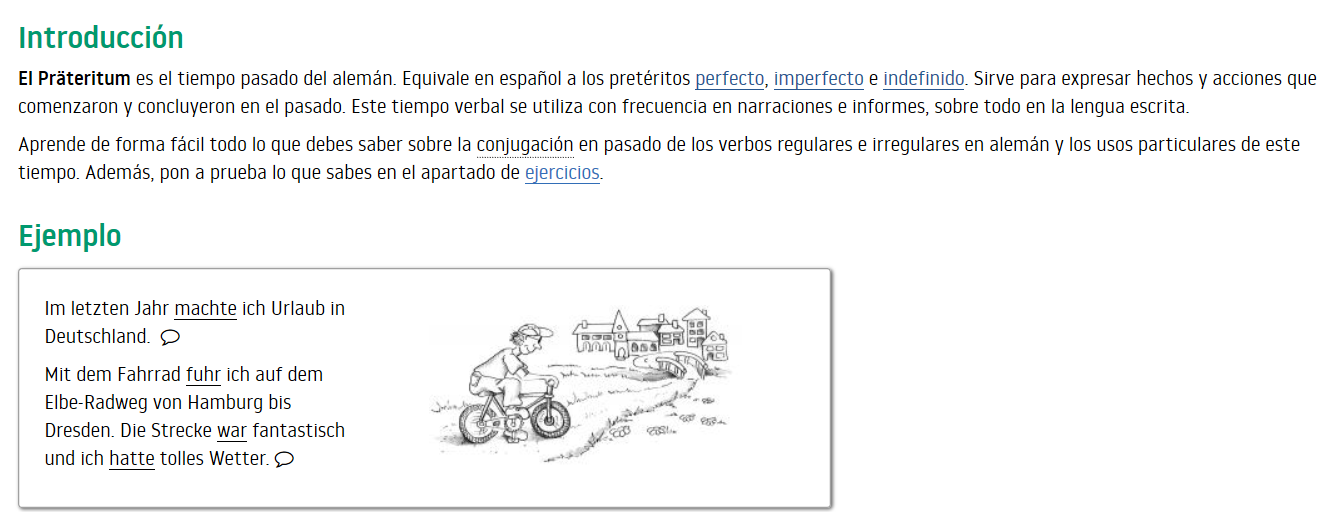 Introducción
El Präteritum es el tiempo pasado del alemán. Equivale en español a los pretéritos perfecto, imperfecto e indefinido. Sirve para expresar hechos y acciones que
comenzaron y concluyeron en el pasado. Este tiempo verbal se utiliza con frecuencia en narraciones e informes, sobre todo en la lengua escrita.
Aprende de forma fácil todo lo que debes saber sobre la conjugación en pasado de los verbos regulares e irregulares en alemán y los usos particulares de este
tiempo. Además, pon a prueba lo que sabes en el apartado de ejercicios.
Ejemplo
Im letzten Jahr machte ich Urlaub in
Deutschland.
Mit dem Fahrrad fuhr ich auf dem
Elbe-Radweg von Hamburg bis
Dresden. Die Strecke war fantastisch
und ich hatte tolles Wetter.